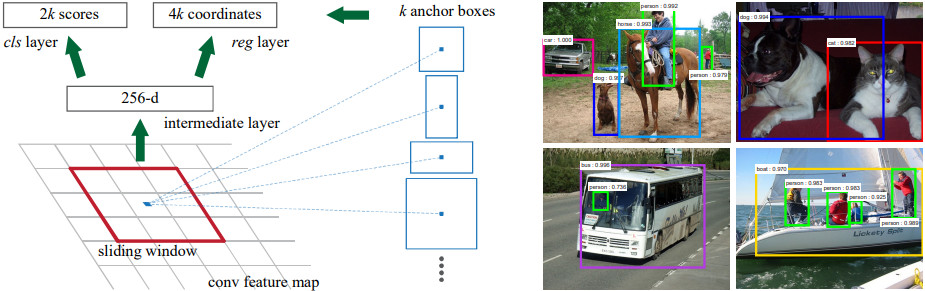 2k scores
4k coordinates
k anchor boxes
cls layer
reg layer
256-d
intermediate layer
sliding window
conv feature map
person : 0.992
horse : 0.993
car : 1.000
dog : 0.997
person : 0.979
dog : 0.994
cat : 0.982
bus : 0.996
person : 0.736
boat : 0.970
person : 0.983
person : 0.983
person : 0.925
person : 0.989
Lickety Split